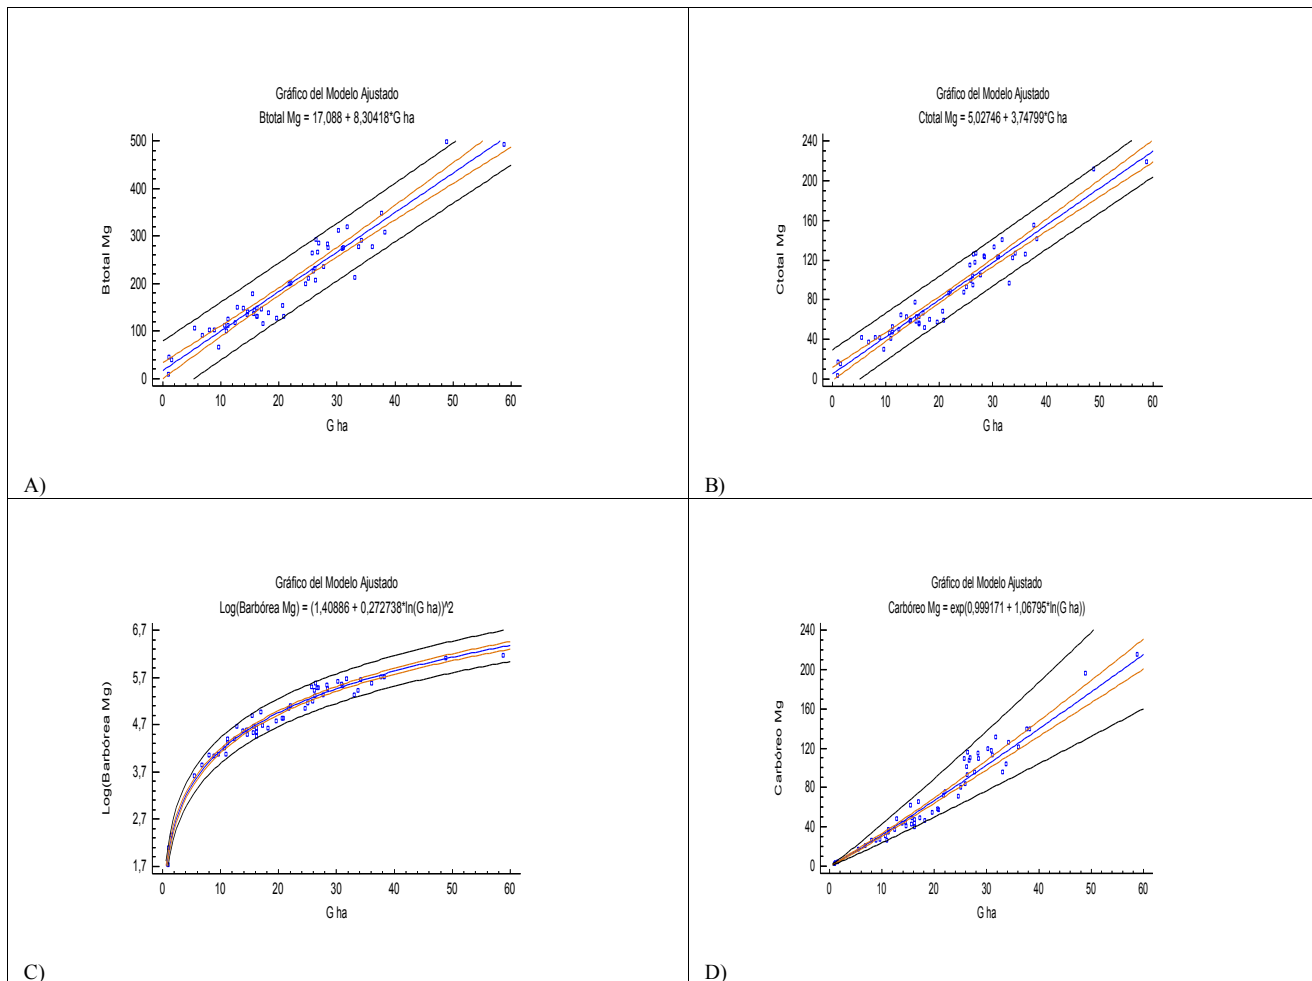 Gráfico del Modelo Ajustado
Btotal Mg = 17,088 + 8,30418*G ha
Btotal Mg
500
400
300
200
100
0
0 10 20 30 40 50 60
G ha
A)
Gráfico del Modelo Ajustado
Ctotal Mg = 5,02746 + 3,74799*G ha
Ctotal Mg
240
200
160
120
80
40
0
0 10 20 30 40 50 60
G ha
B)
Gráfico del Modelo Ajustado
Log(Barbórea Mg) = (1,40886 + 0,272738*ln(G ha))^2
Log(Barbórea Mg)
6,7
5,7
4,7
3,7
2,7
1,7
0 10 20 30 40 50 60
G ha
C)
Gráfico del Modelo Ajustado
Carbóreo Mg = exp(0,999171 + 1,06795*ln(G ha))
Carbóreo Mg
240
200
160
120
80
40
0
0 10 20 30 40 50 60
G ha
D)